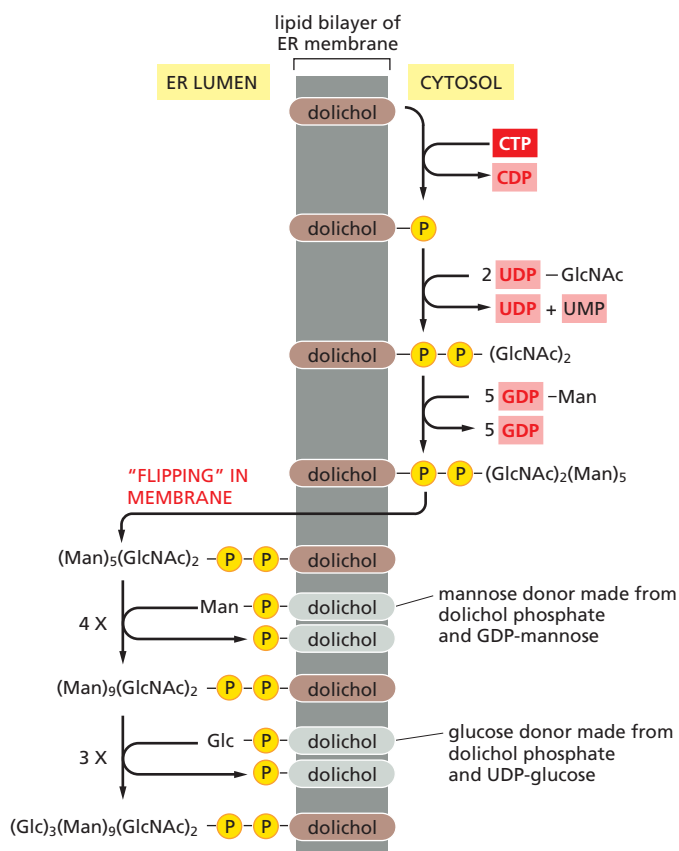 lipid bilayer of
ER membrane
ER LUMEN
CYTOSOL
dolichol
CTP
CDP
dolichol –P
2 UDP –GlcNAc
UDP + UMP
dolichol –P–P– (GlcNAc)₂
5 GDP –Man
5 GDP
dolichol –P–P–(GlcNAc)₂(Man)₅
"FLIPPING" IN
MEMBRANE
(Man)₅(GlcNAc)₂ –P–P– dolichol
4 X
Man –P– dolichol
P– dolichol
mannose donor made from
dolichol phosphate
and GDP-mannose
(Man)₉(GlcNAc)₂ –P–P– dolichol
3 X
Glc –P– dolichol
P– dolichol
glucose donor made from
dolichol phosphate
and UDP-glucose
(Glc)₃(Man)₉(GlcNAc)₂ –P–P– dolichol